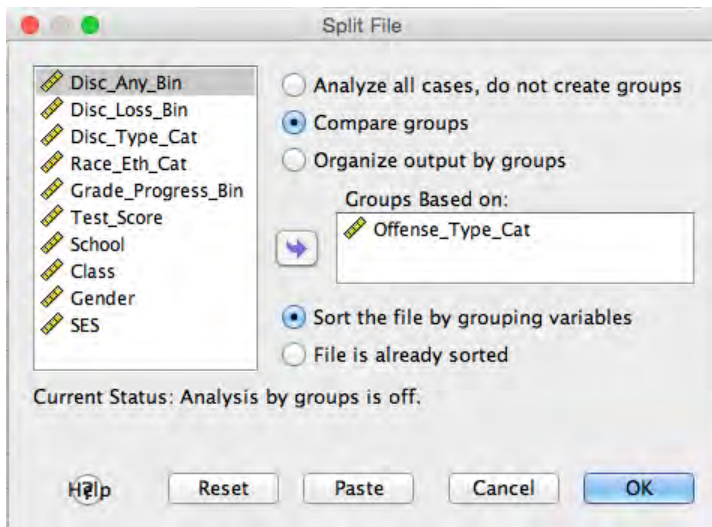 Split File
Disc_Any_Bin
Disc_Loss_Bin
Disc_Type_Cat
Race_Eth_Cat
Grade_Progress_Bin
Test_Score
School
Class
Gender
SES
Analyze all cases, do not create groups
Compare groups
Organize output by groups
Groups Based on:
Offense_Type_Cat
Sort the file by grouping variables
File is already sorted
Current Status: Analysis by groups is off.
Help ?
Reset
Paste
Cancel
OK